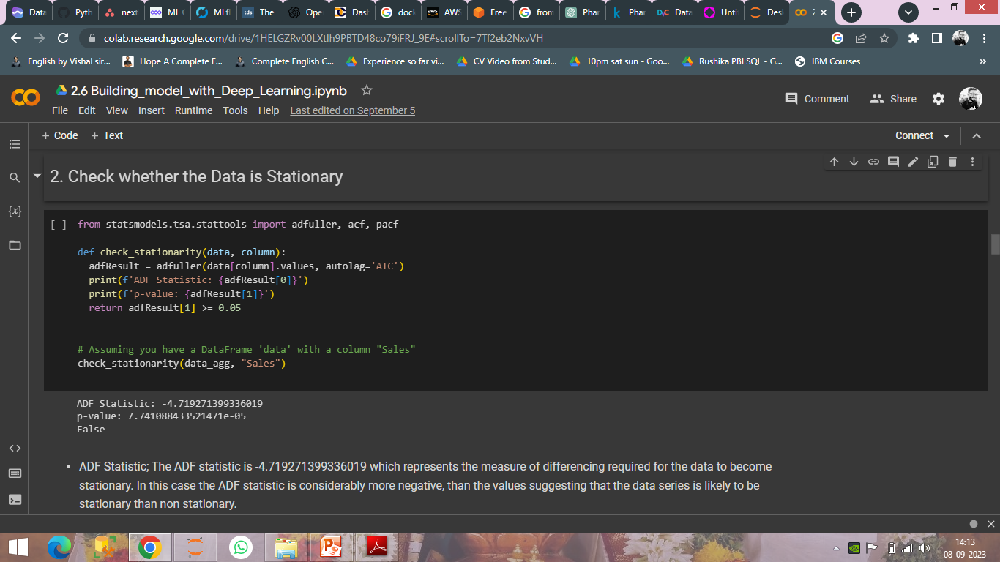 Data
Pyth
next
ML (
MLfl
tds The
Ope
Dasl
doc
aws AWS
Free
fron
Phar
k Phar
DVC Data
Unti
Des
colab.research.google.com/drive/1HELGZRv00LXtIh9PBTD48co79iFRJ_9E#scrollTo=7Tf2eb2NxvVH
English by Vishal sir...
Hope A Complete E...
Complete English C...
Experience so far vi...
CV Video from Stud...
10pm sat sun - Goo...
Rushika PBI SQL - G...
IBM Courses
»
2.6 Building_model_with_Deep_Learning.ipynb
Comment
Share
File Edit View Insert Runtime Tools Help Last edited on September 5
+ Code + Text
Connect
2. Check whether the Data is Stationary
{x}
[ ] from statsmodels.tsa.stattools import adfuller, acf, pacf
def check_stationarity(data, column):
adfResult = adfuller(data[column].values, autolag='AIC')
print(f'ADF Statistic: {adfResult[0]}')
print(f'p-value: {adfResult[1]}')
return adfResult[1] >= 0.05
# Assuming you have a DataFrame 'data' with a column "Sales"
check_stationarity(data_agg, "Sales")
ADF Statistic: -4.719271399336019
p-value: 7.741088433521471e-05
False
• ADF Statistic; The ADF statistic is -4.719271399336019 which represents the measure of differencing required for the data to become
stationary. In this case the ADF statistic is considerably more negative, than the values suggesting that the data series is likely to be
stationary than non stationary.
14:13
08-09-2023